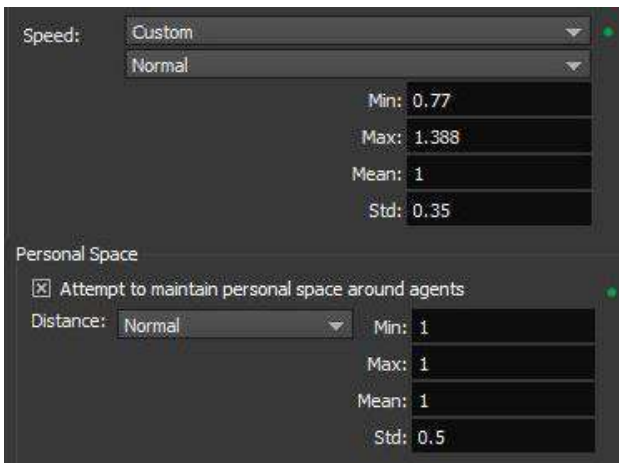 Speed: Custom
Normal
Min: 0.77
Max: 1.388
Mean: 1
Std: 0.35
Personal Space
Attempt to maintain personal space around agents
Distance: Normal Min: 1
Max: 1
Mean: 1
Std: 0.5